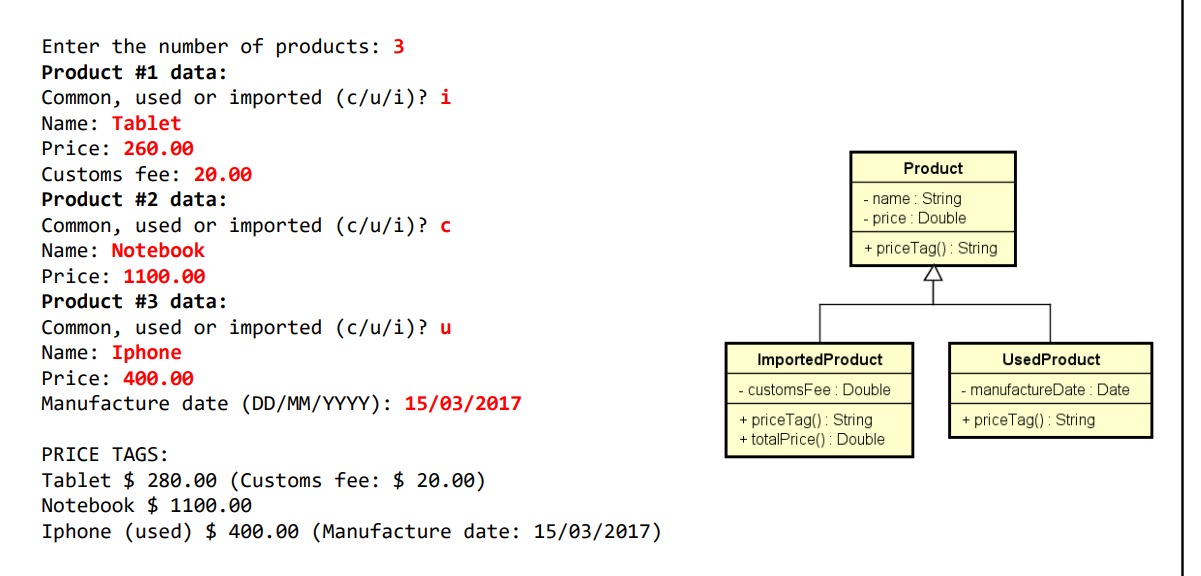 Enter the number of products: 3
Product #1 data:
Common, used or imported (c/u/i)? i
Name: Tablet
Price: 260.00
Customs fee: 20.00
Product #2 data:
Common, used or imported (c/u/i)? c
Name: Notebook
Price: 1100.00
Product #3 data:
Common, used or imported (c/u/i)? u
Name: Iphone
Price: 400.00
Manufacture date (DD/MM/YYYY): 15/03/2017
PRICE TAGS:
Tablet $ 280.00 (Customs fee: $ 20.00)
Notebook $ 1100.00
Iphone (used) $ 400.00 (Manufacture date: 15/03/2017)
Product
- name : String
- price : Double
+ priceTag() : String
ImportedProduct
- customsFee : Double
+ priceTag() : String
+ totalPrice() : Double
UsedProduct
- manufactureDate : Date
+ priceTag() : String